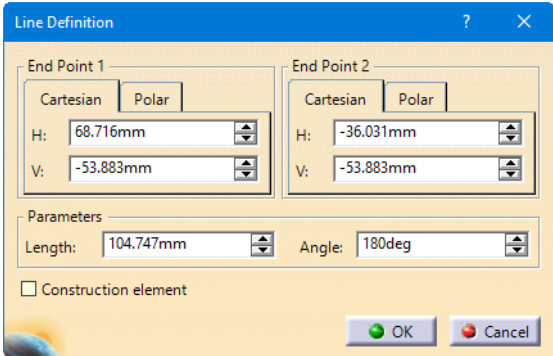 Line Definition ? ×
End Point 1 End Point 2
Cartesian Polar Cartesian Polar
H: 68.716mm H: -36.031mm
V: -53.883mm V: -53.883mm
Parameters
Length: 104.747mm Angle: 180deg
Construction element
OK Cancel